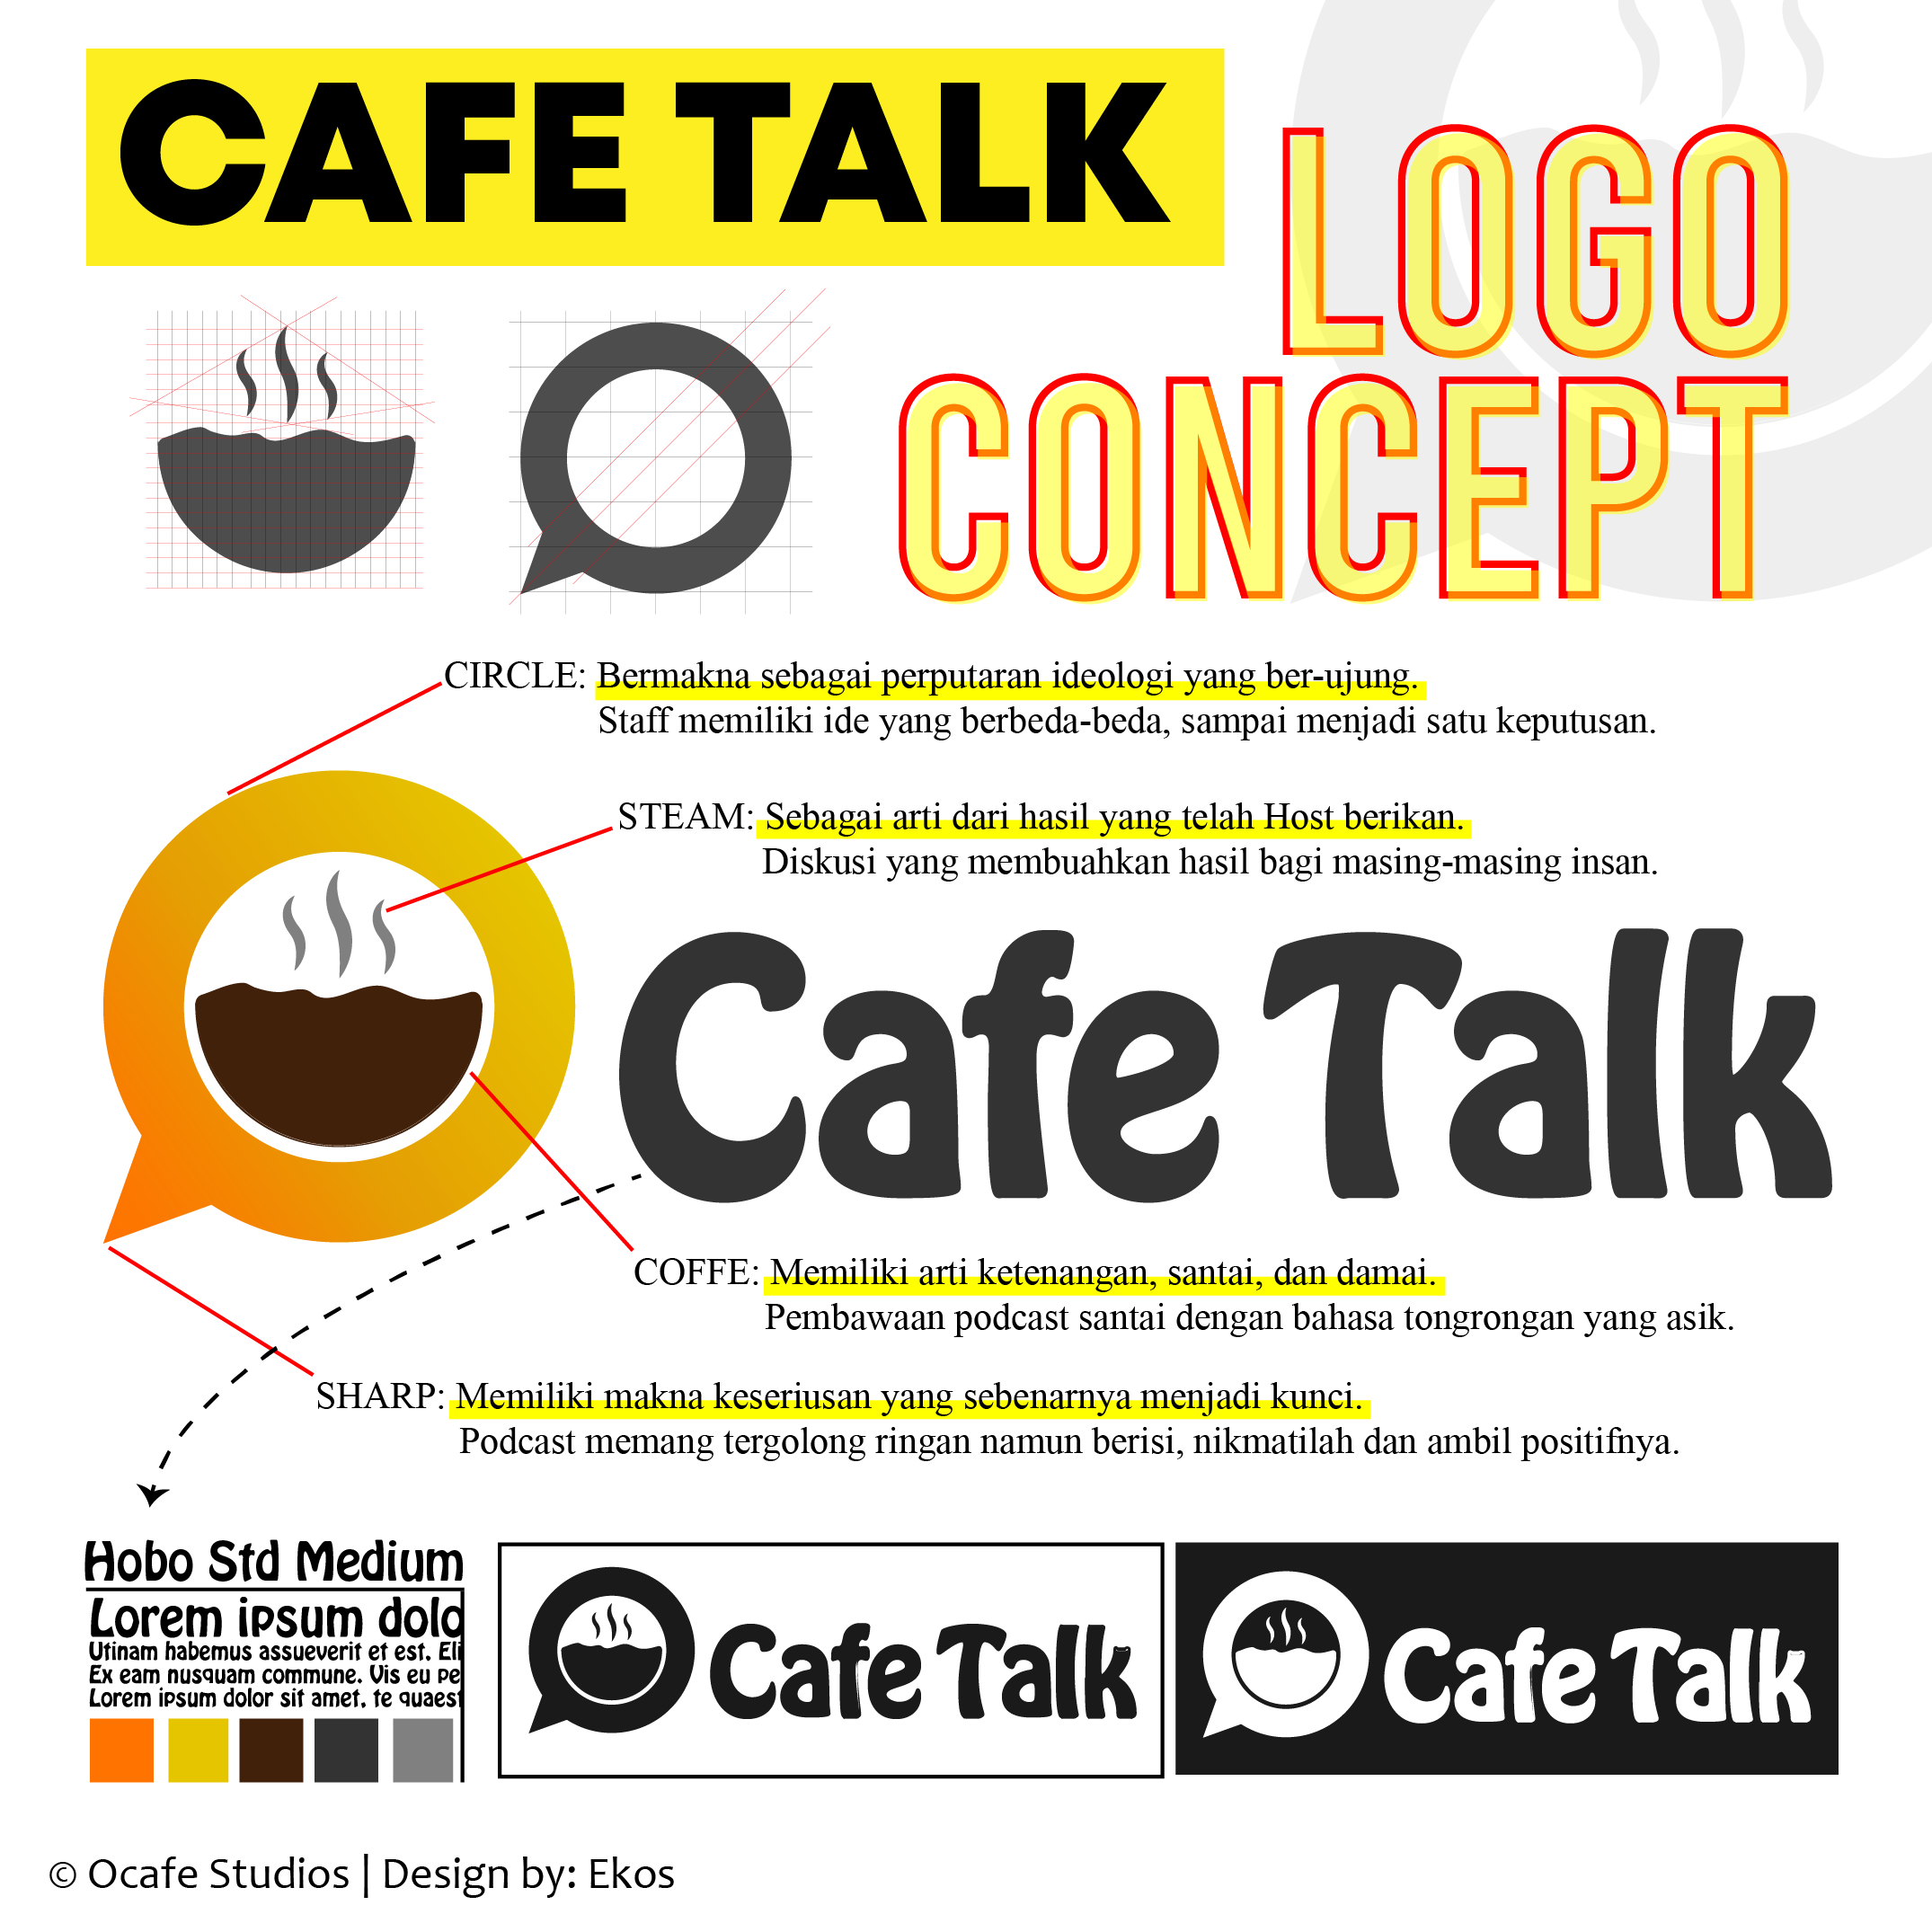 CAFE TALK
LOGO
CONCEPT
CIRCLE: Bermakna sebagai perputaran ideologi yang ber-ujung.
Staff memiliki ide yang berbeda-beda, sampai menjadi satu keputusan.
STEAM: Sebagai arti dari hasil yang telah Host berikan.
Diskusi yang membuahkan hasil bagi masing-masing insan.
Cafe Talk
COFFE: Memiliki arti ketenangan, santai, dan damai.
Pembawaan podcast santai dengan bahasa tongrongan yang asik.
SHARP: Memiliki makna keseriusan yang sebenarnya menjadi kunci.
Podcast memang tergolong ringan namun berisi, nikmatilah dan ambil positifnya.
Hobo Std Medium
Lorem ipsum dolo
Utinam habemus assueverit et est. Eli
Ex eam nusquam commune. Vis eu pe
Lorem ipsum dolor sit amet, te quaest
Cafe Talk
Cafe Talk
© Ocafe Studios | Design by: Ekos